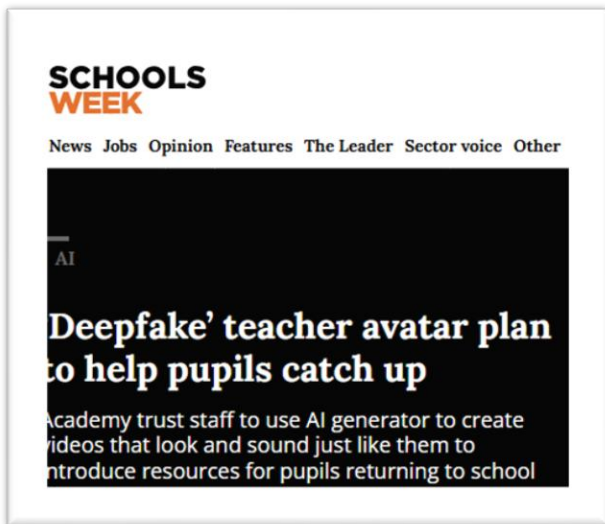 SCHOOLS
WEEK
News Jobs Opinion Features The Leader Sector voice Other
AI
Deepfake’ teacher avatar plan
to help pupils catch up
Academy trust staff to use AI generator to create
videos that look and sound just like them to
introduce resources for pupils returning to school